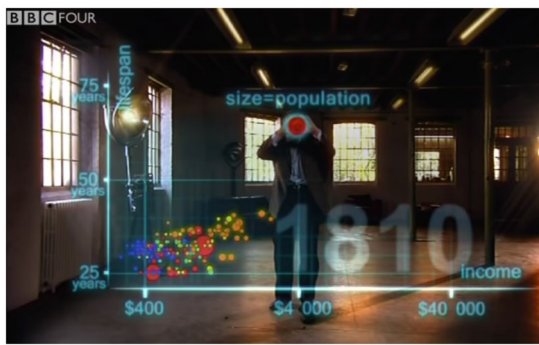 BBC FOUR
lifespan
75
years
size=population
50
years
1810
25
years
income
$400
$4 000
$40 000